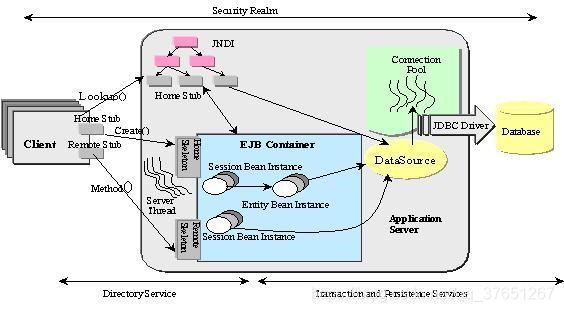 Security Realm
JNDI
Connection
Pool
Lookup()
Home Stub
Home Stub
JDBC Driver
Database
Client
Remote Stub
Create()
Home
Skeleton
EJB Container
DataSource
Session Bean Instance
Method()
Server
Thread
Entity Bean Instance
Remote
Skeleton
Session Bean Instance
Application
Server
Directory Service
Transaction and Persistence Services
37651267